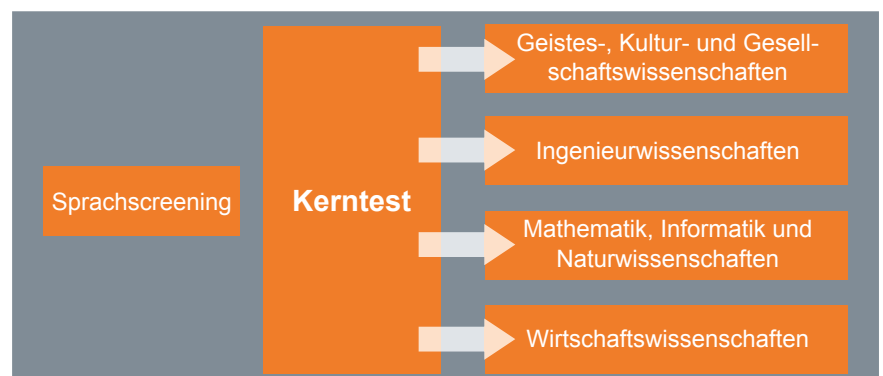 Sprachscreening
Kerntest
Geistes-, Kultur- und Gesell-
schaftswissenschaften
Ingenieurwissenschaften
Mathematik, Informatik und
Naturwissenschaften
Wirtschaftswissenschaften